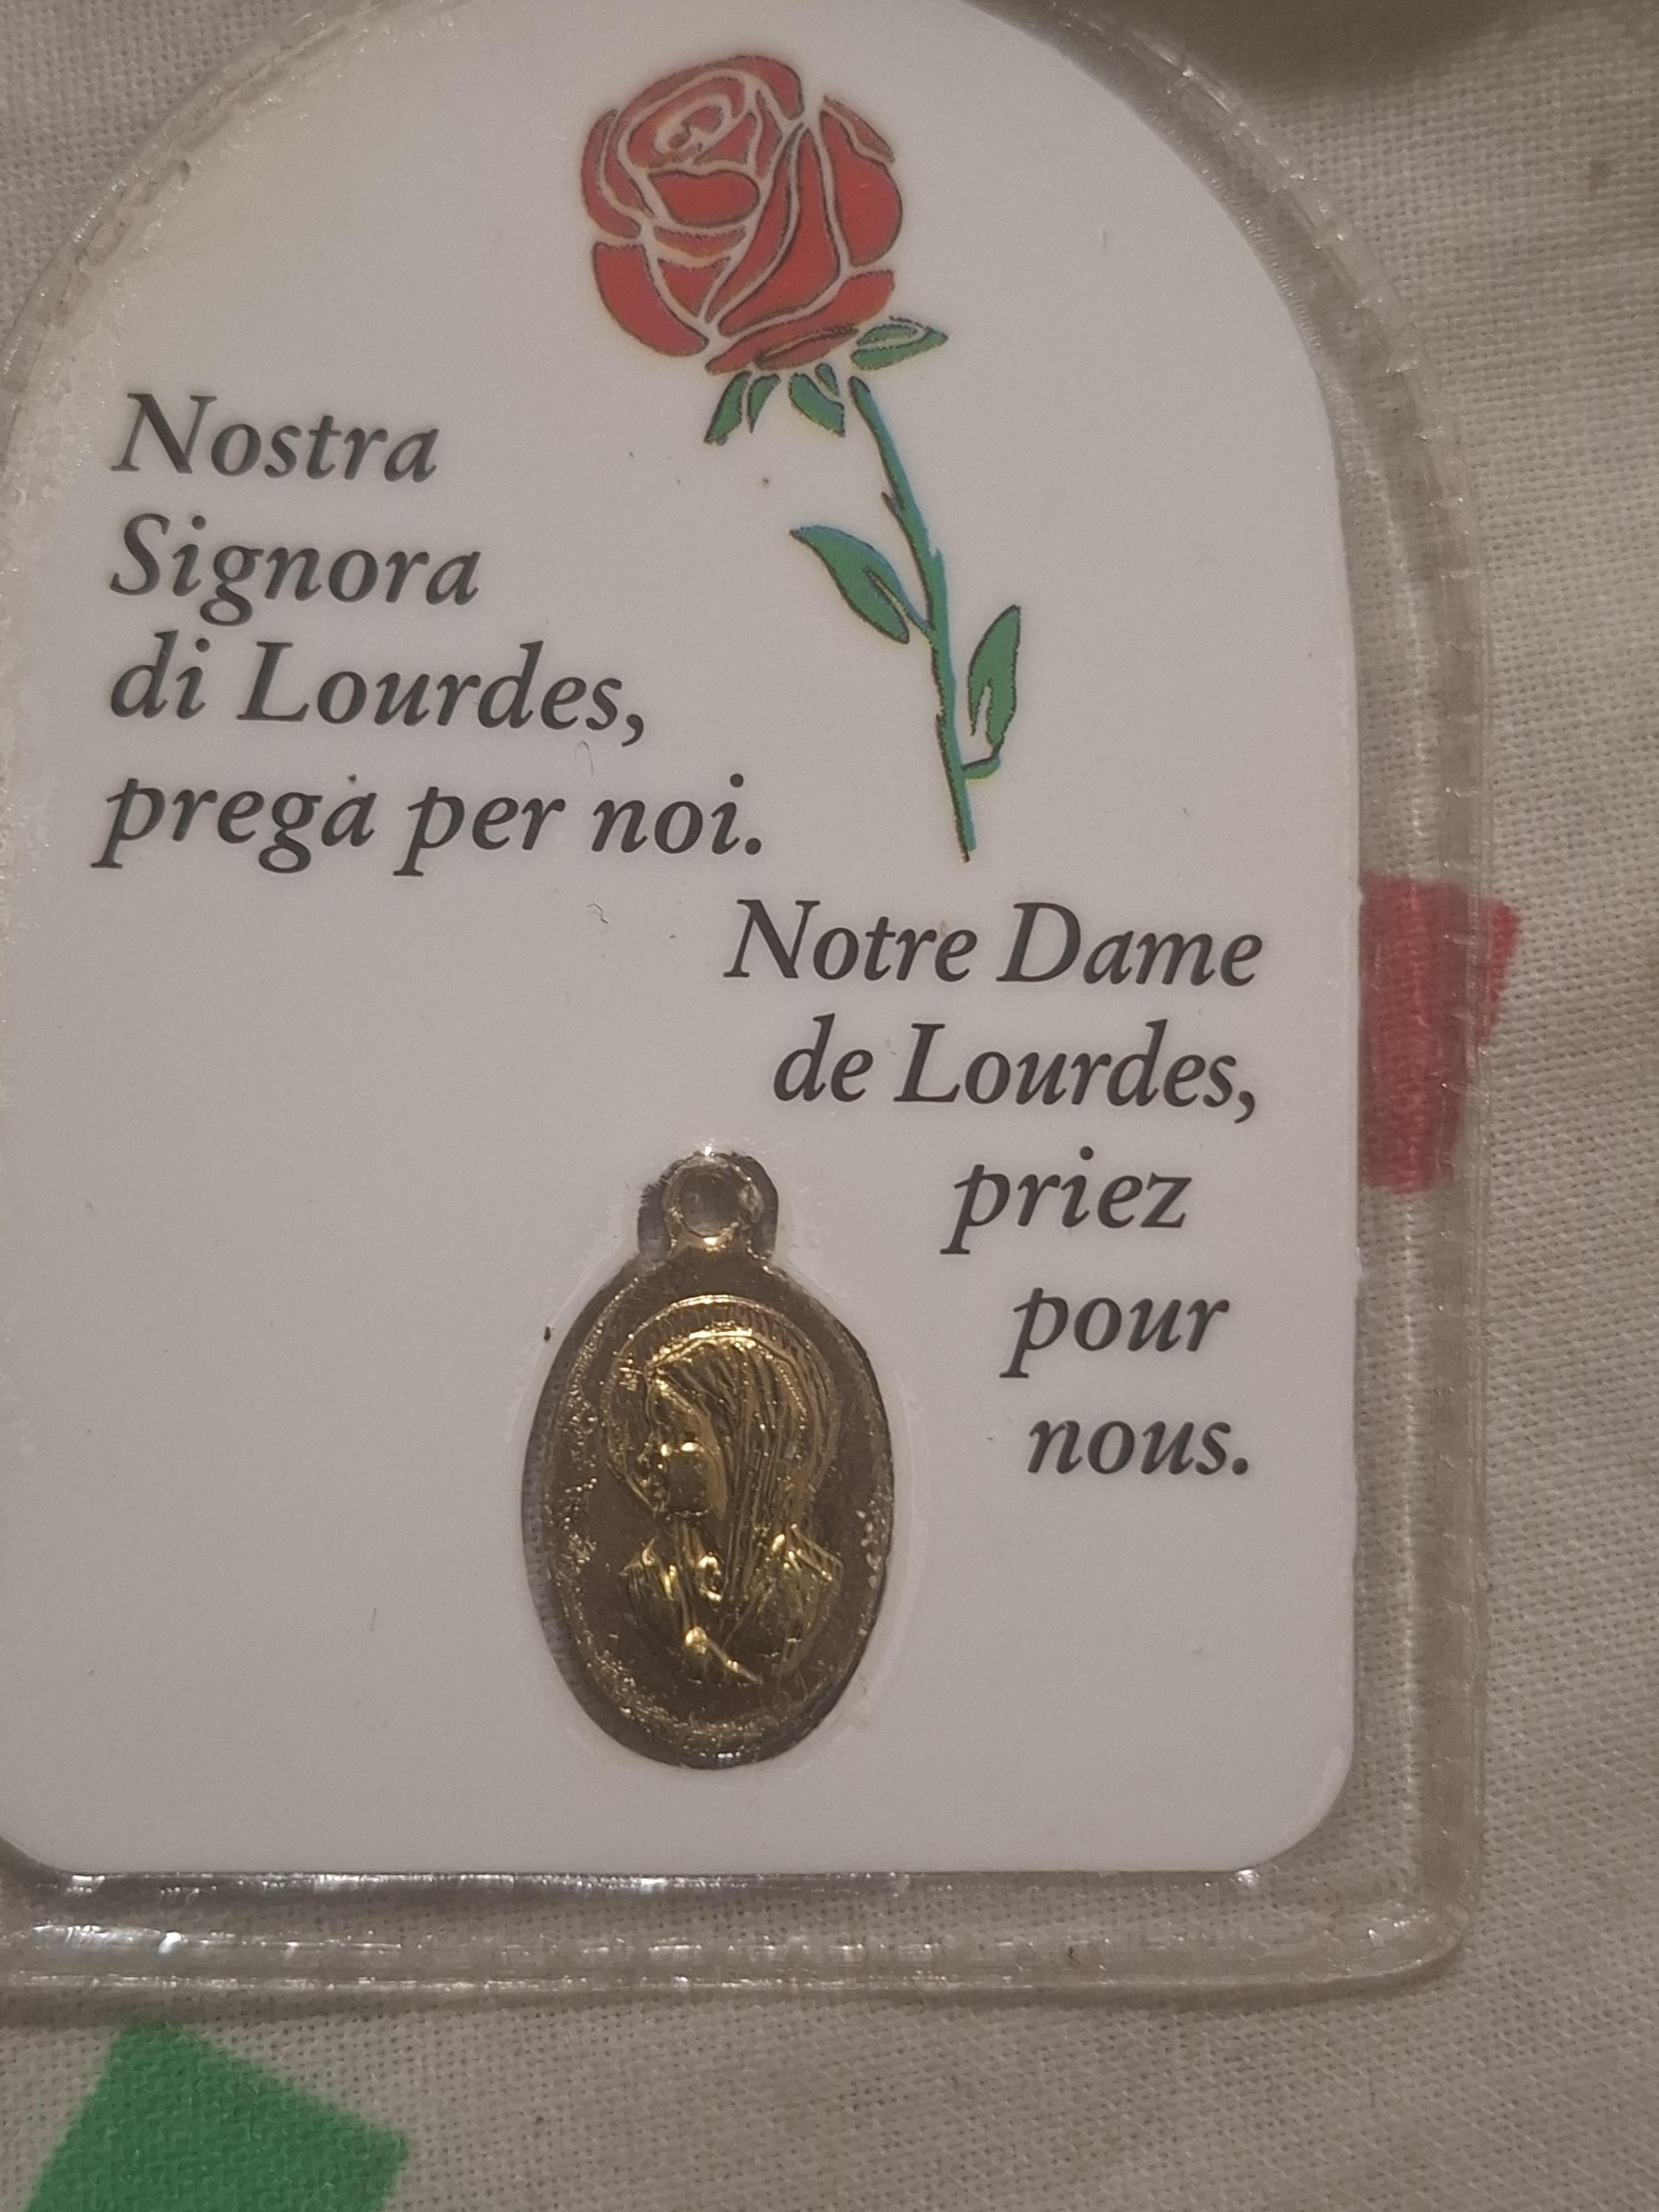 Nostra
Signora
di Lourdes,
prega per noi.
Notre Dame
de Lourdes,
priez
pour
nous.